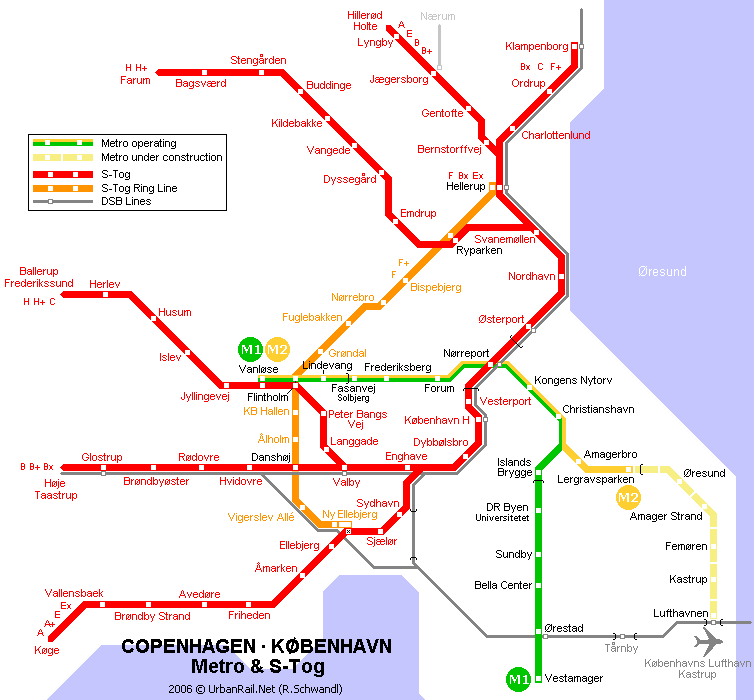 Hillerød
Holte
Lyngby
A
E
B
B+
Nærum
Klampenborg
Bx C F+
Ordrup
H H+
Farum
Bagsværd
Stengården
Buddinge
Kildebakke
Vangede
Dyssegård
Emdrup
Jægersborg
Gentofte
Bernstorffvej
Charlottenlund
F Bx Ex
Hellerup
Metro operating
Metro under construction
S-Tog
S-Tog Ring Line
DSB Lines
Svanemøllen
Ryparken
Nordhavn
Øresund
F+
F
Bispebjerg
Nørrebro
Fuglebakken
Grøndal
Ballerup
Frederikssund
H H+ C
Herlev
Husum
Islev
Jyllingevej
Østerport
Nørreport
M1
M2
Vanløse
Lindevang
Frederiksberg
Flintholm
Fasanvej
Solbjerg
Forum
Kongens Nytorv
Christianshavn
Vesterport
København H
Dybbølsbro
KB Hallen
Peter Bangs
Vej
Ålholm
Langgade
Danshøj
Enghave
Valby
B B+ Bx
Høje
Taastrup
Glostrup
Brøndbyøster
Rødovre
Hvidovre
Islands
Brygge
Amagerbro
Lergravsparken
M2
Øresund
Amager Strand
Femøren
Kastrup
Lufthavnen
DR Byen
Universitetet
Sundby
Bella Center
Ørestad
Vestamager
M1
Tårnby
Københavns Lufthavn
Kastrup
Sydhavn
Vigerslev Allé
Ny Ellebjerg
Sjælør
Ellebjerg
Åmarken
Friheden
Avedøre
Brøndby Strand
Vallensbaek
Ex
A+
E
A
Køge
COPENHAGEN · KØBENHAVN
Metro & S-Tog
2006 © UrbanRail.Net (R.Schwandl)